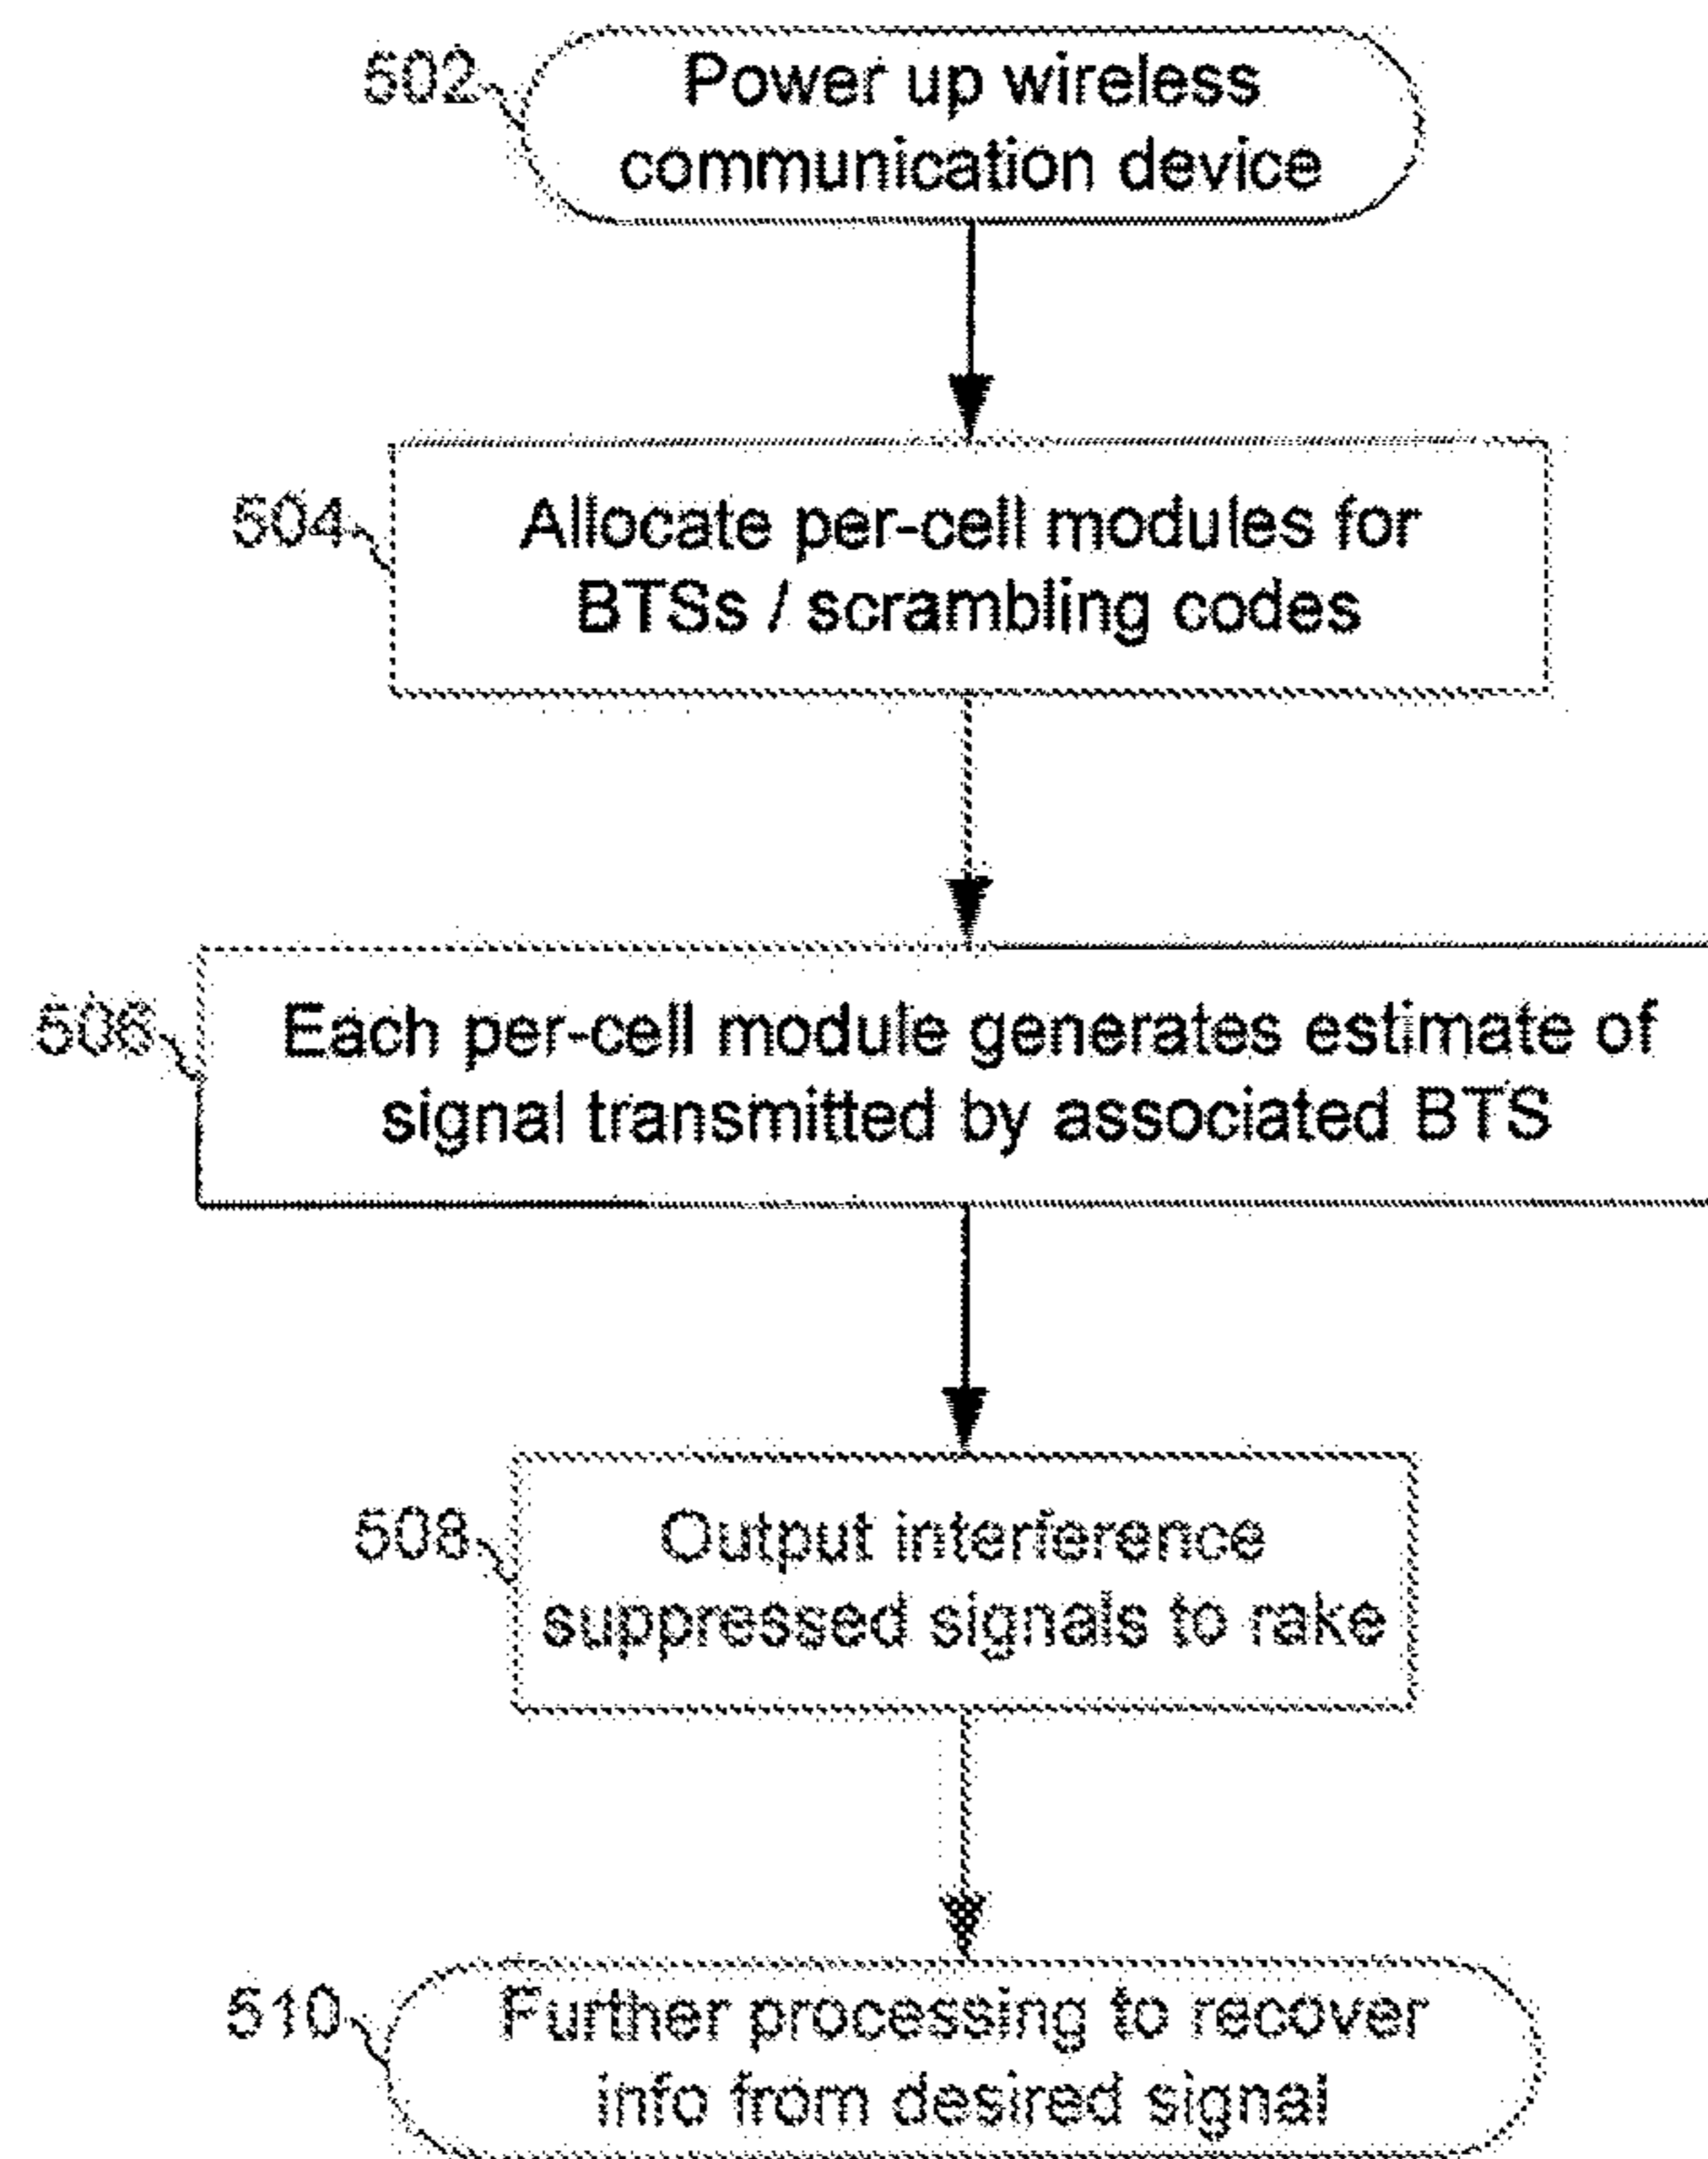 502
Power up wireless
communication device
504
Allocate per-cell modules for
BTSs / scrambling codes
506
Each per-cell module generates estimate of
signal transmitted by associated BTS
508
Output interference
suppressed signals to rake
510
Further processing to recover
info from desired signal